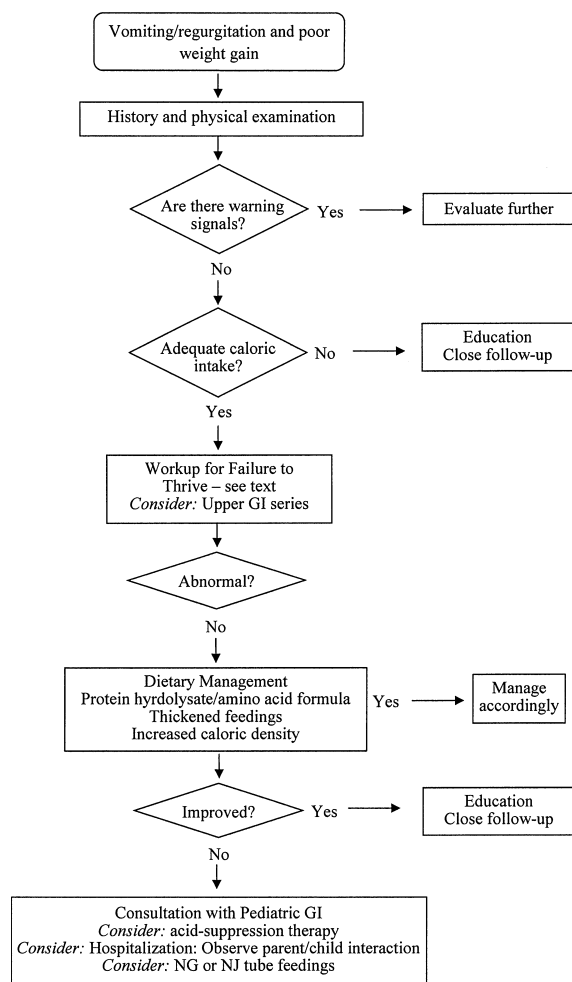 Vomiting/regurgitation and poor
weight gain
History and physical examination
Are there warning
signals?
Yes
Evaluate further
No
Adequate caloric
intake?
No
Education
Close follow-up
Yes
Workup for Failure to
Thrive – see text
Consider: Upper GI series
Abnormal?
No
Dietary Management
Protein hyrdolysate/amino acid formula
Thickened feedings
Increased caloric density
Yes
Manage
accordingly
Improved?
Yes
Education
Close follow-up
No
Consultation with Pediatric GI
Consider: acid-suppression therapy
Consider: Hospitalization: Observe parent/child interaction
Consider: NG or NJ tube feedings